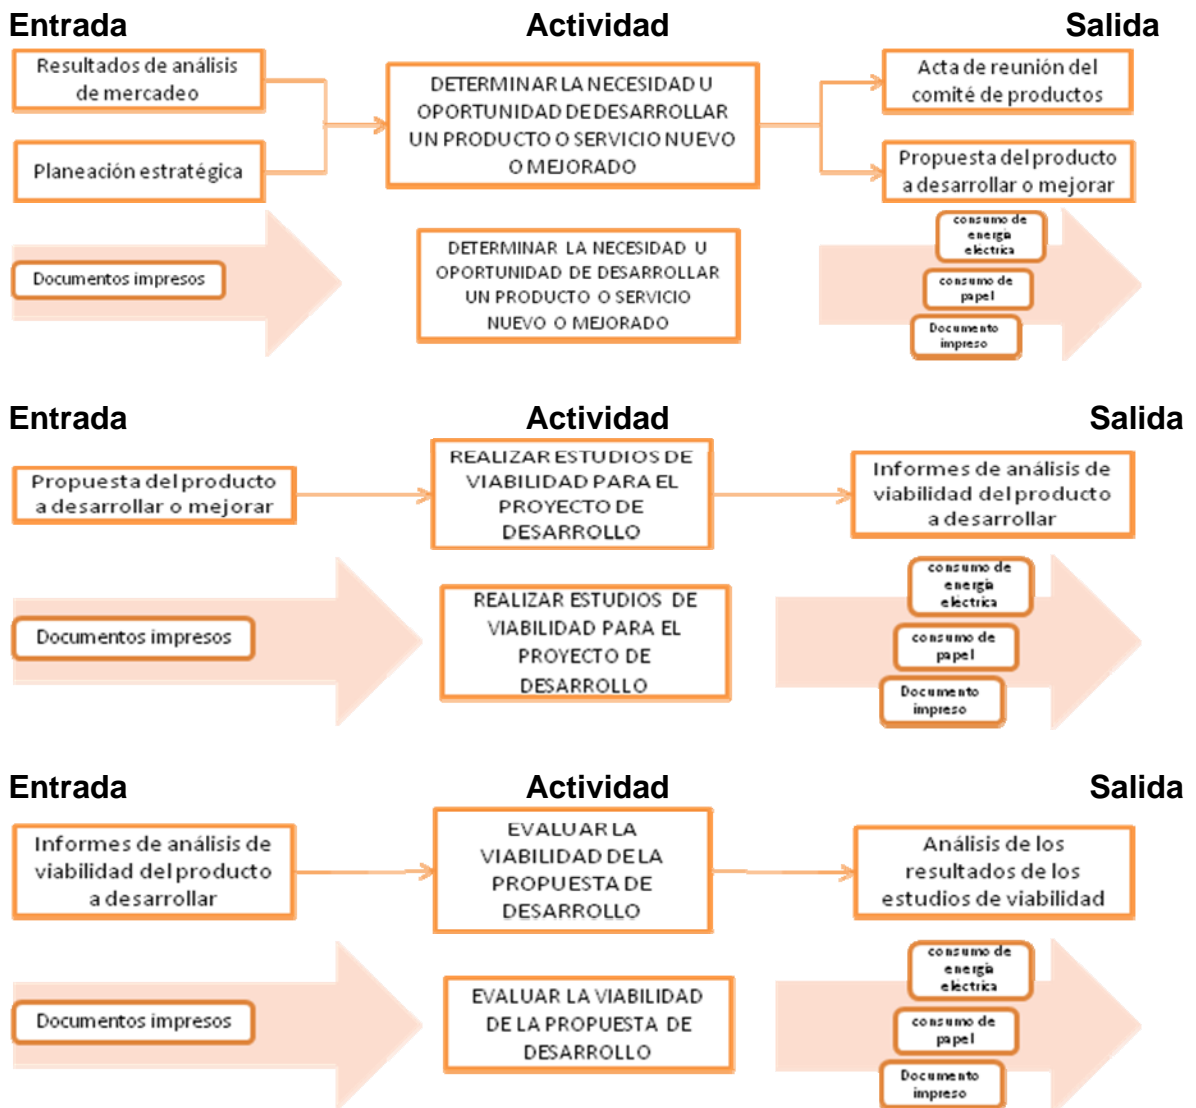 Entrada
Actividad
Salida
Resultados de análisis
de mercadeo
Planeación estratégica
DETERMINAR LA NECESIDAD U
OPORTUNIDAD DE DESARROLLAR
UN PRODUCTO O SERVICIO NUEVO
O MEJORADO
Acta de reunión del
comité de productos
Propuesta del producto
a desarrollar o mejorar
Documentos impresos
DETERMINAR LA NECESIDAD U
OPORTUNIDAD DE DESARROLLAR
UN PRODUCTO O SERVICIO
NUEVO O MEJORADO
consumo de
energía
eléctrica
consumo de
papel
Documento
impreso
Entrada
Actividad
Salida
Propuesta del producto
a desarrollar o mejorar
REALIZAR ESTUDIOS DE
VIABILIDAD PARA EL
PROYECTO DE
DESARROLLO
Informes de análisis de
viabilidad del producto
a desarrollar
Documentos impresos
REALIZAR ESTUDIOS DE
VIABILIDAD PARA EL
PROYECTO DE
DESARROLLO
consumo de
energía
eléctrica
consumo de
papel
Documento
impreso
Entrada
Actividad
Salida
Informes de análisis de
viabilidad del producto
a desarrollar
EVALUAR LA
VIABILIDAD DE LA
PROPUESTA DE
DESARROLLO
Análisis de los
resultados de los
estudios de viabilidad
Documentos impresos
EVALUAR LA VIABILIDAD
DE LA PROPUESTA DE
DESARROLLO
consumo de
energía
eléctrica
consumo de
papel
Documento
impreso